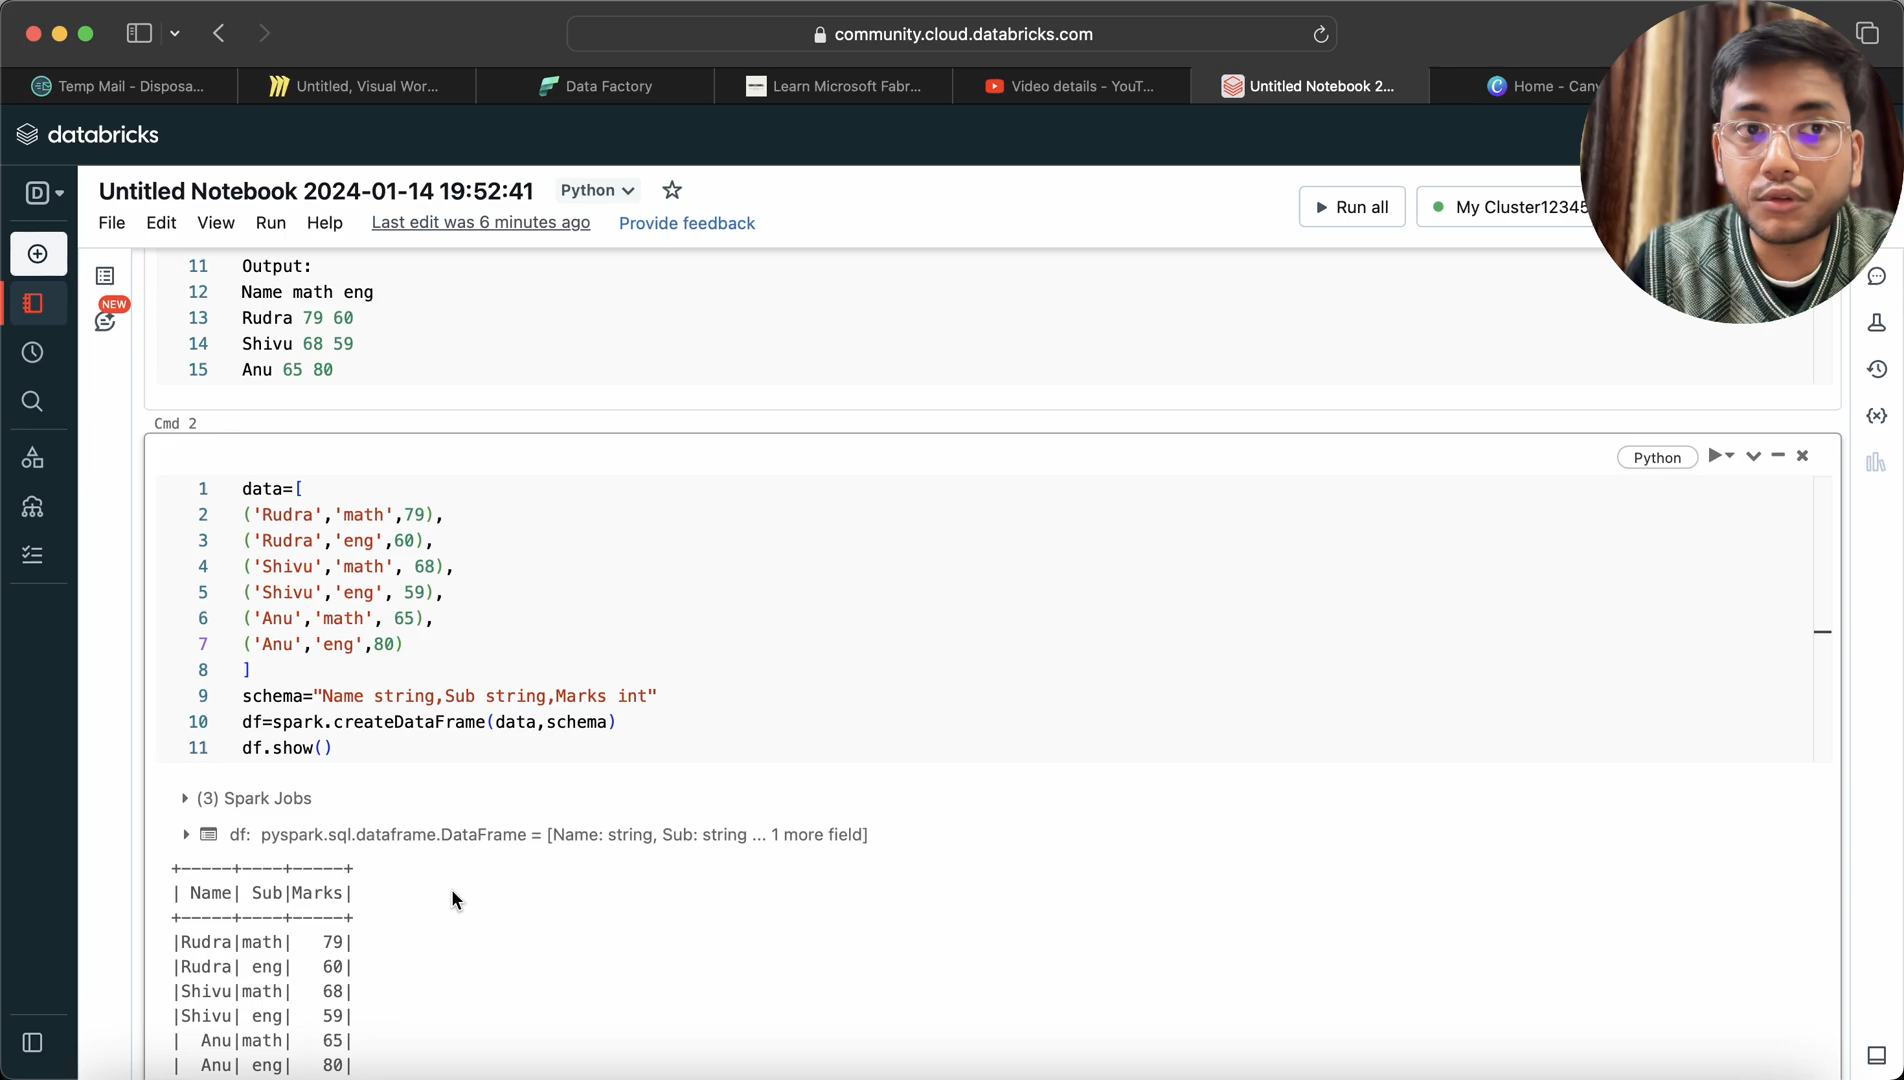 community.cloud.databricks.com
Temp Mail - Disposa...
Untitled, Visual Wor...
Data Factory
Learn Microsoft Fabr...
Video details - YouT...
Untitled Notebook 2...
Home - Canv
databricks
D
Untitled Notebook 2024-01-14 19:52:41
Python
File
Edit
View
Run
Help
Last edit was 6 minutes ago
Provide feedback
Run all
My Cluster12345
NEW
11 Output:
12 Name math eng
13 Rudra 79 60
14 Shivu 68 59
15 Anu 65 80
Cmd 2
Python
1 data=[
2 ('Rudra','math',79),
3 ('Rudra','eng',60),
4 ('Shivu','math', 68),
5 ('Shivu','eng', 59),
6 ('Anu','math', 65),
7 ('Anu','eng',80)
8 ]
9 schema="Name string,Sub string,Marks int"
10 df=spark.createDataFrame(data,schema)
11 df.show()
(3) Spark Jobs
df: pyspark.sql.dataframe.DataFrame = [Name: string, Sub: string ... 1 more field]
+-----+----+-----+
| Name| Sub|Marks|
+-----+----+-----+
|Rudra|math|   79|
|Rudra| eng|   60|
|Shivu|math|   68|
|Shivu| eng|   59|
|  Anu|math|   65|
|  Anu| eng|   80|